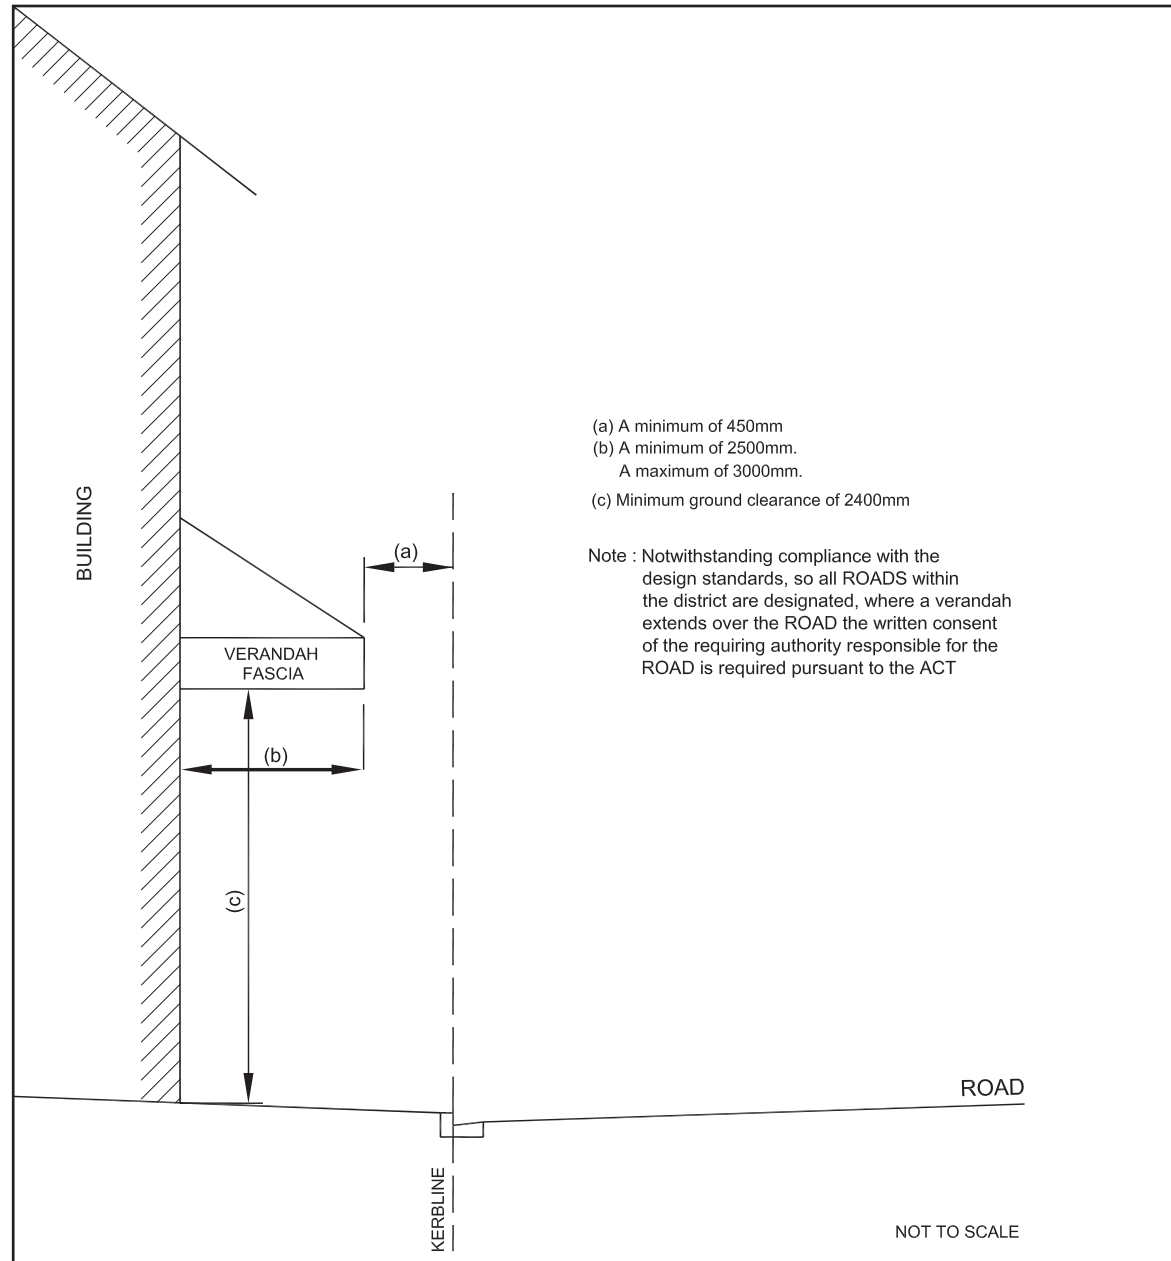 (a) A minimum of 450mm
(b) A minimum of 2500mm.
A maximum of 3000mm.
(c) Minimum ground clearance of 2400mm
BUILDING
(a)
Note : Notwithstanding compliance with the
design standards, so all ROADS within
the district are designated, where a verandah
extends over the ROAD the written consent
of the requiring authority responsible for the
ROAD is required pursuant to the ACT
VERANDAH
FASCIA
(b)
(c)
ROAD
KERBLINE
NOT TO SCALE